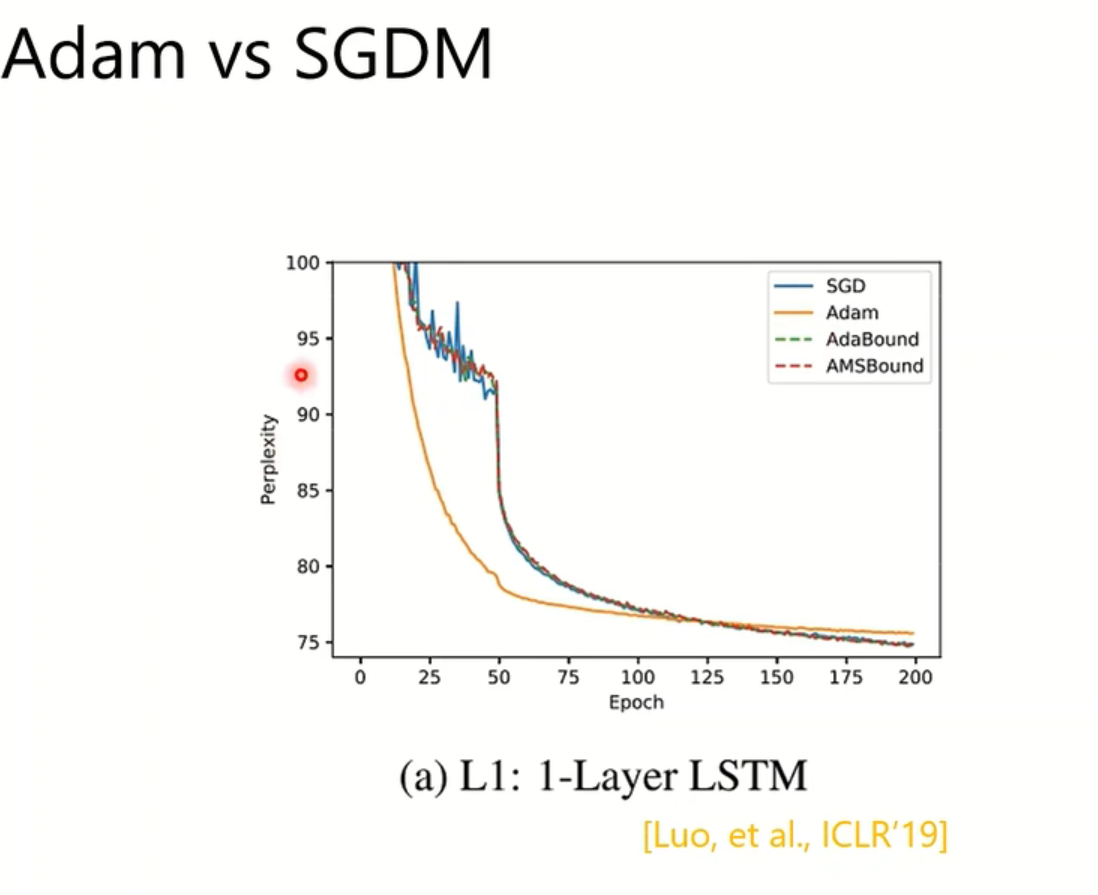 Adam vs SGDM
100
95
90
85
80
75
Perplexity
SGD
Adam
AdaBound
AMSBound
0 25 50 75 100 125 150 175 200
Epoch
(a) L1: 1-Layer LSTM
[Luo, et al., ICLR’19]